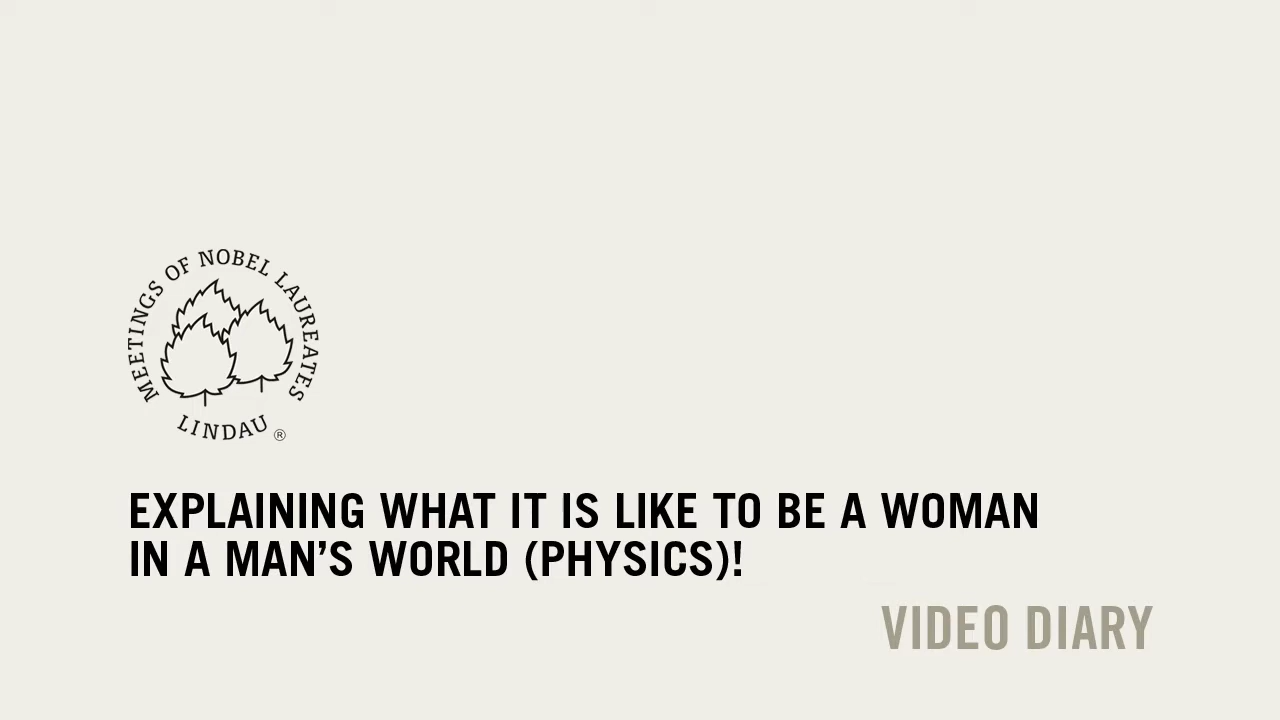 MEETINGS OF NOBEL LAUREATES
LINDAU ®
EXPLAINING WHAT IT IS LIKE TO BE A WOMAN
IN A MAN’S WORLD (PHYSICS)!
VIDEO DIARY